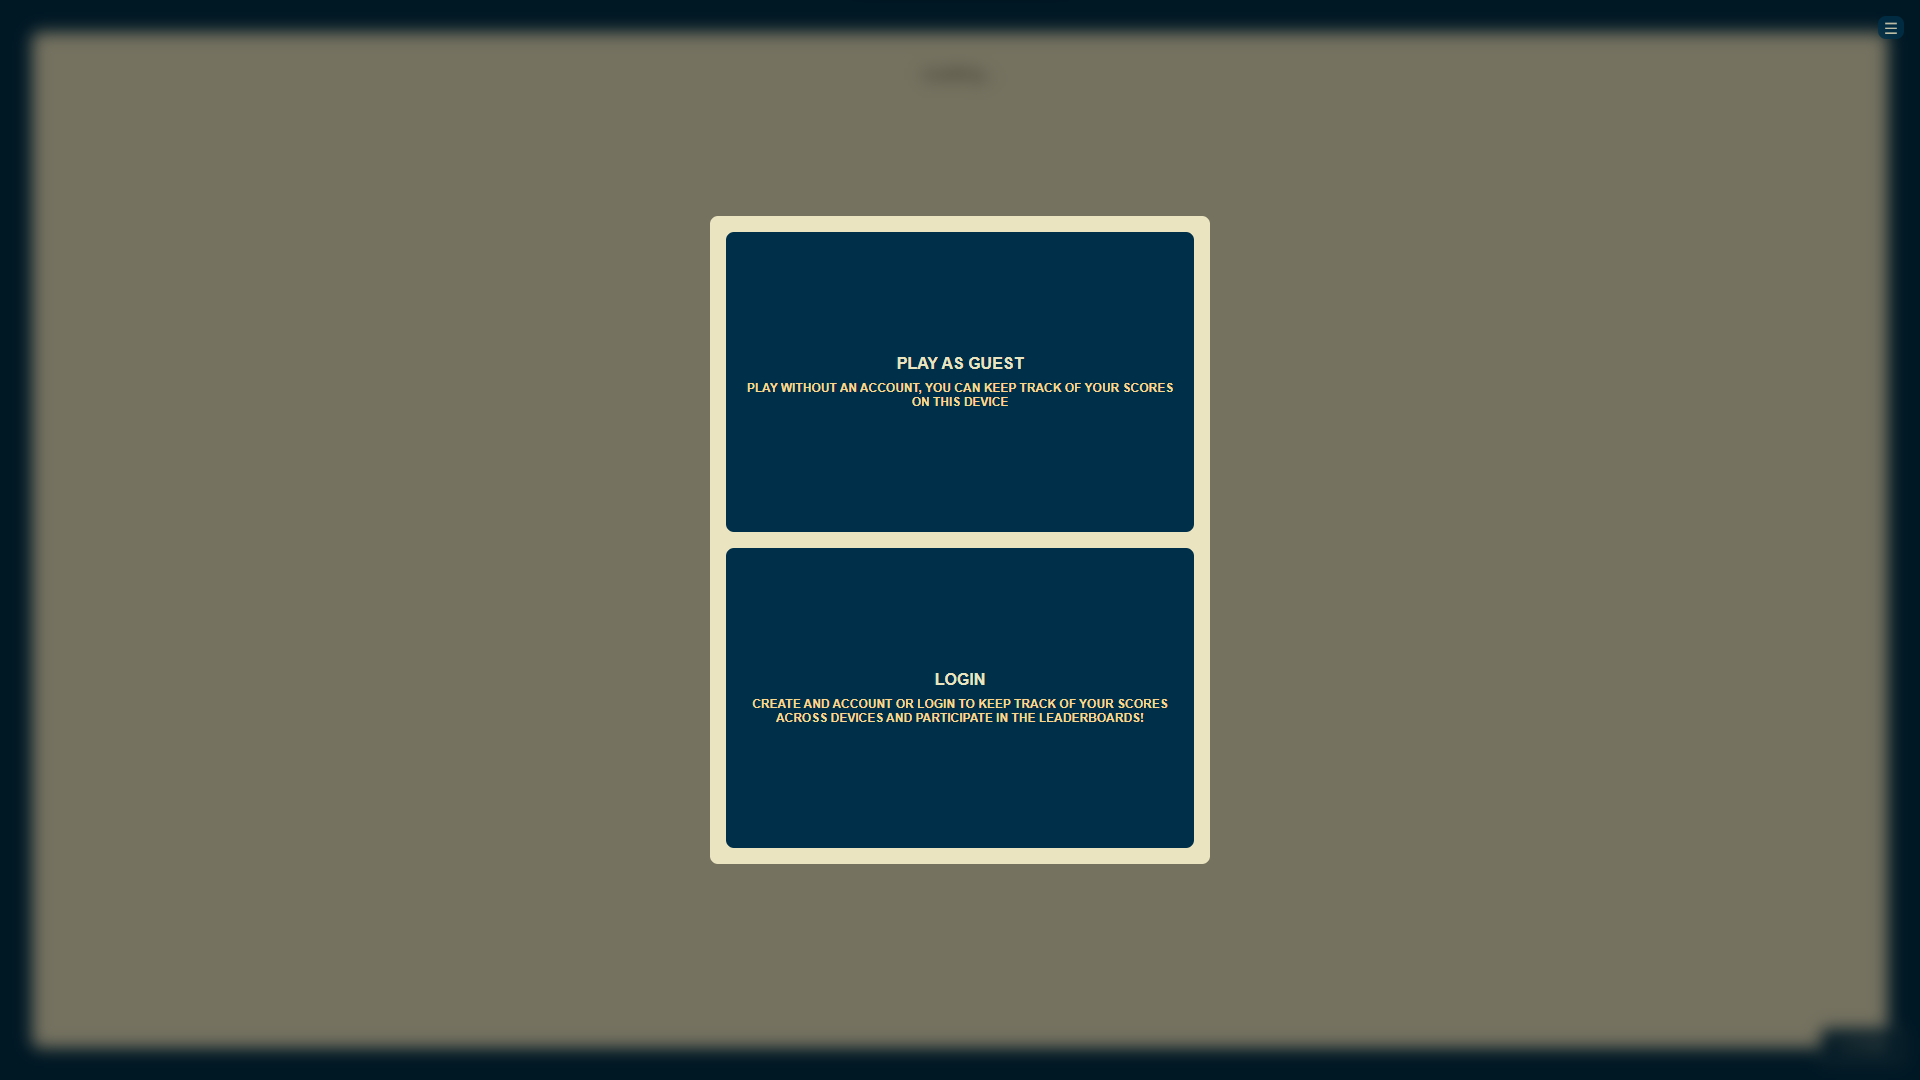 PLAY AS GUEST
PLAY WITHOUT AN ACCOUNT, YOU CAN KEEP TRACK OF YOUR SCORES
ON THIS DEVICE
LOGIN
CREATE AND ACCOUNT OR LOGIN TO KEEP TRACK OF YOUR SCORES
ACROSS DEVICES AND PARTICIPATE IN THE LEADERBOARDS!